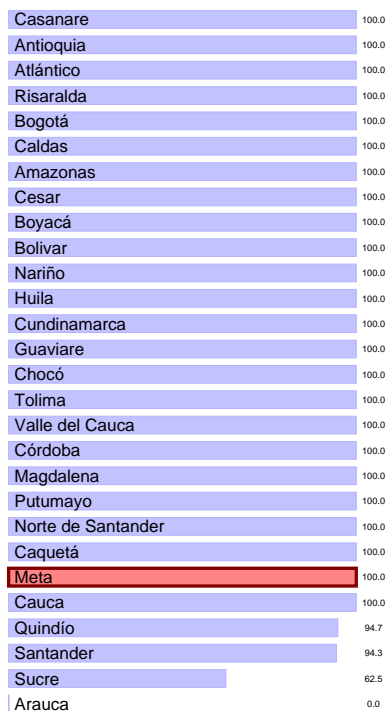 Casanare 100.0
Antioquia 100.0
Atlántico 100.0
Risaralda 100.0
Bogotá 100.0
Caldas 100.0
Amazonas 100.0
Cesar 100.0
Boyacá 100.0
Bolivar 100.0
Nariño 100.0
Huila 100.0
Cundinamarca 100.0
Guaviare 100.0
Chocó 100.0
Tolima 100.0
Valle del Cauca 100.0
Córdoba 100.0
Magdalena 100.0
Putumayo 100.0
Norte de Santander 100.0
Caquetá 100.0
Meta 100.0
Cauca 100.0
Quindío 94.7
Santander 94.3
Sucre 62.5
Arauca 0.0